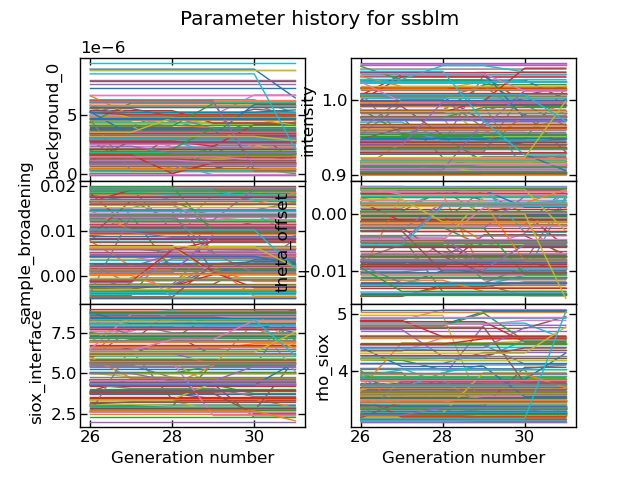 Parameter history for ssblm
1e−6
background_0
5
0
intensity
1.0
0.9
sample_broadening
0.02
0.01
0.00
theta_offset
0.00
−0.01
siox_interface
7.5
5.0
2.5
26 28 30
Generation number
rho_siox
5
4
26 28 30
Generation number